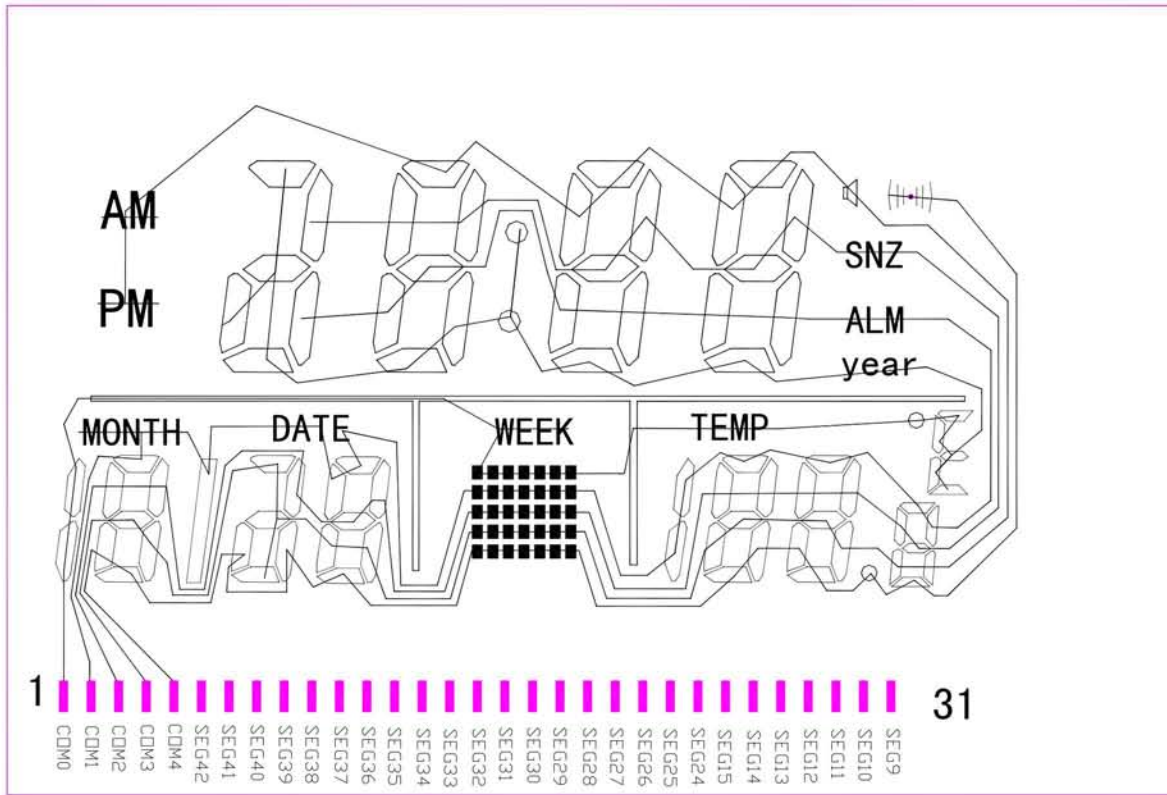 AM
SNZ
PM
ALM
year
MONTH DATE WEEK TEMP
1 31
COM0 COM1 COM2 COM3 COM4 SEG42 SEG41 SEG40 SEG39 SEG38 SEG37 SEG36 SEG35 SEG34 SEG33 SEG32 SEG31 SEG30 SEG29 SEG28 SEG27 SEG26 SEG25 SEG24 SEG15 SEG14 SEG13 SEG12 SEG11 SEG10 SEG9